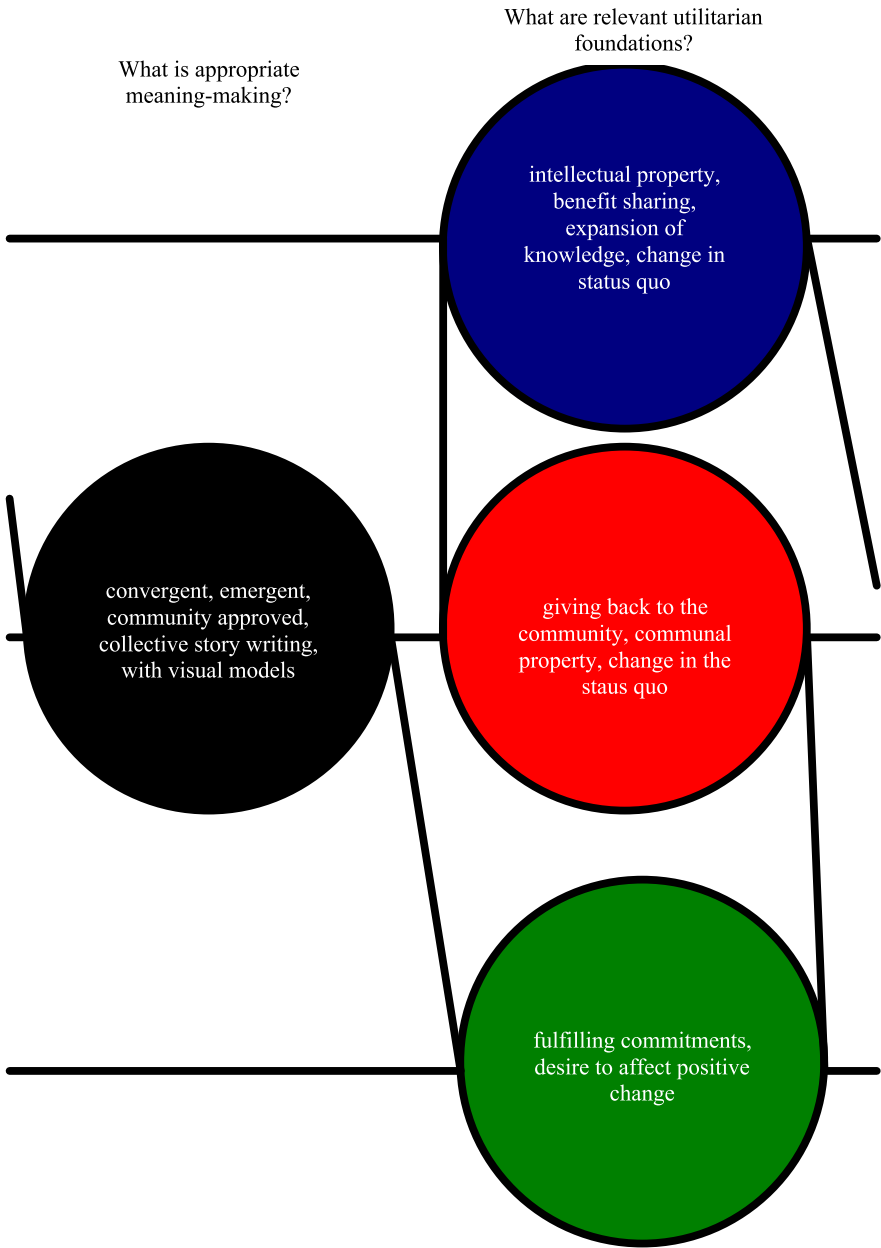 What are relevant utilitarian
foundations?
What is appropriate
meaning-making?
intellectual property,
benefit sharing,
expansion of
knowledge, change in
status quo
convergent, emergent,
community approved,
collective story writing,
with visual models
giving back to the
community, communal
property, change in the
staus quo
fulfilling commitments,
desire to affect positive
change